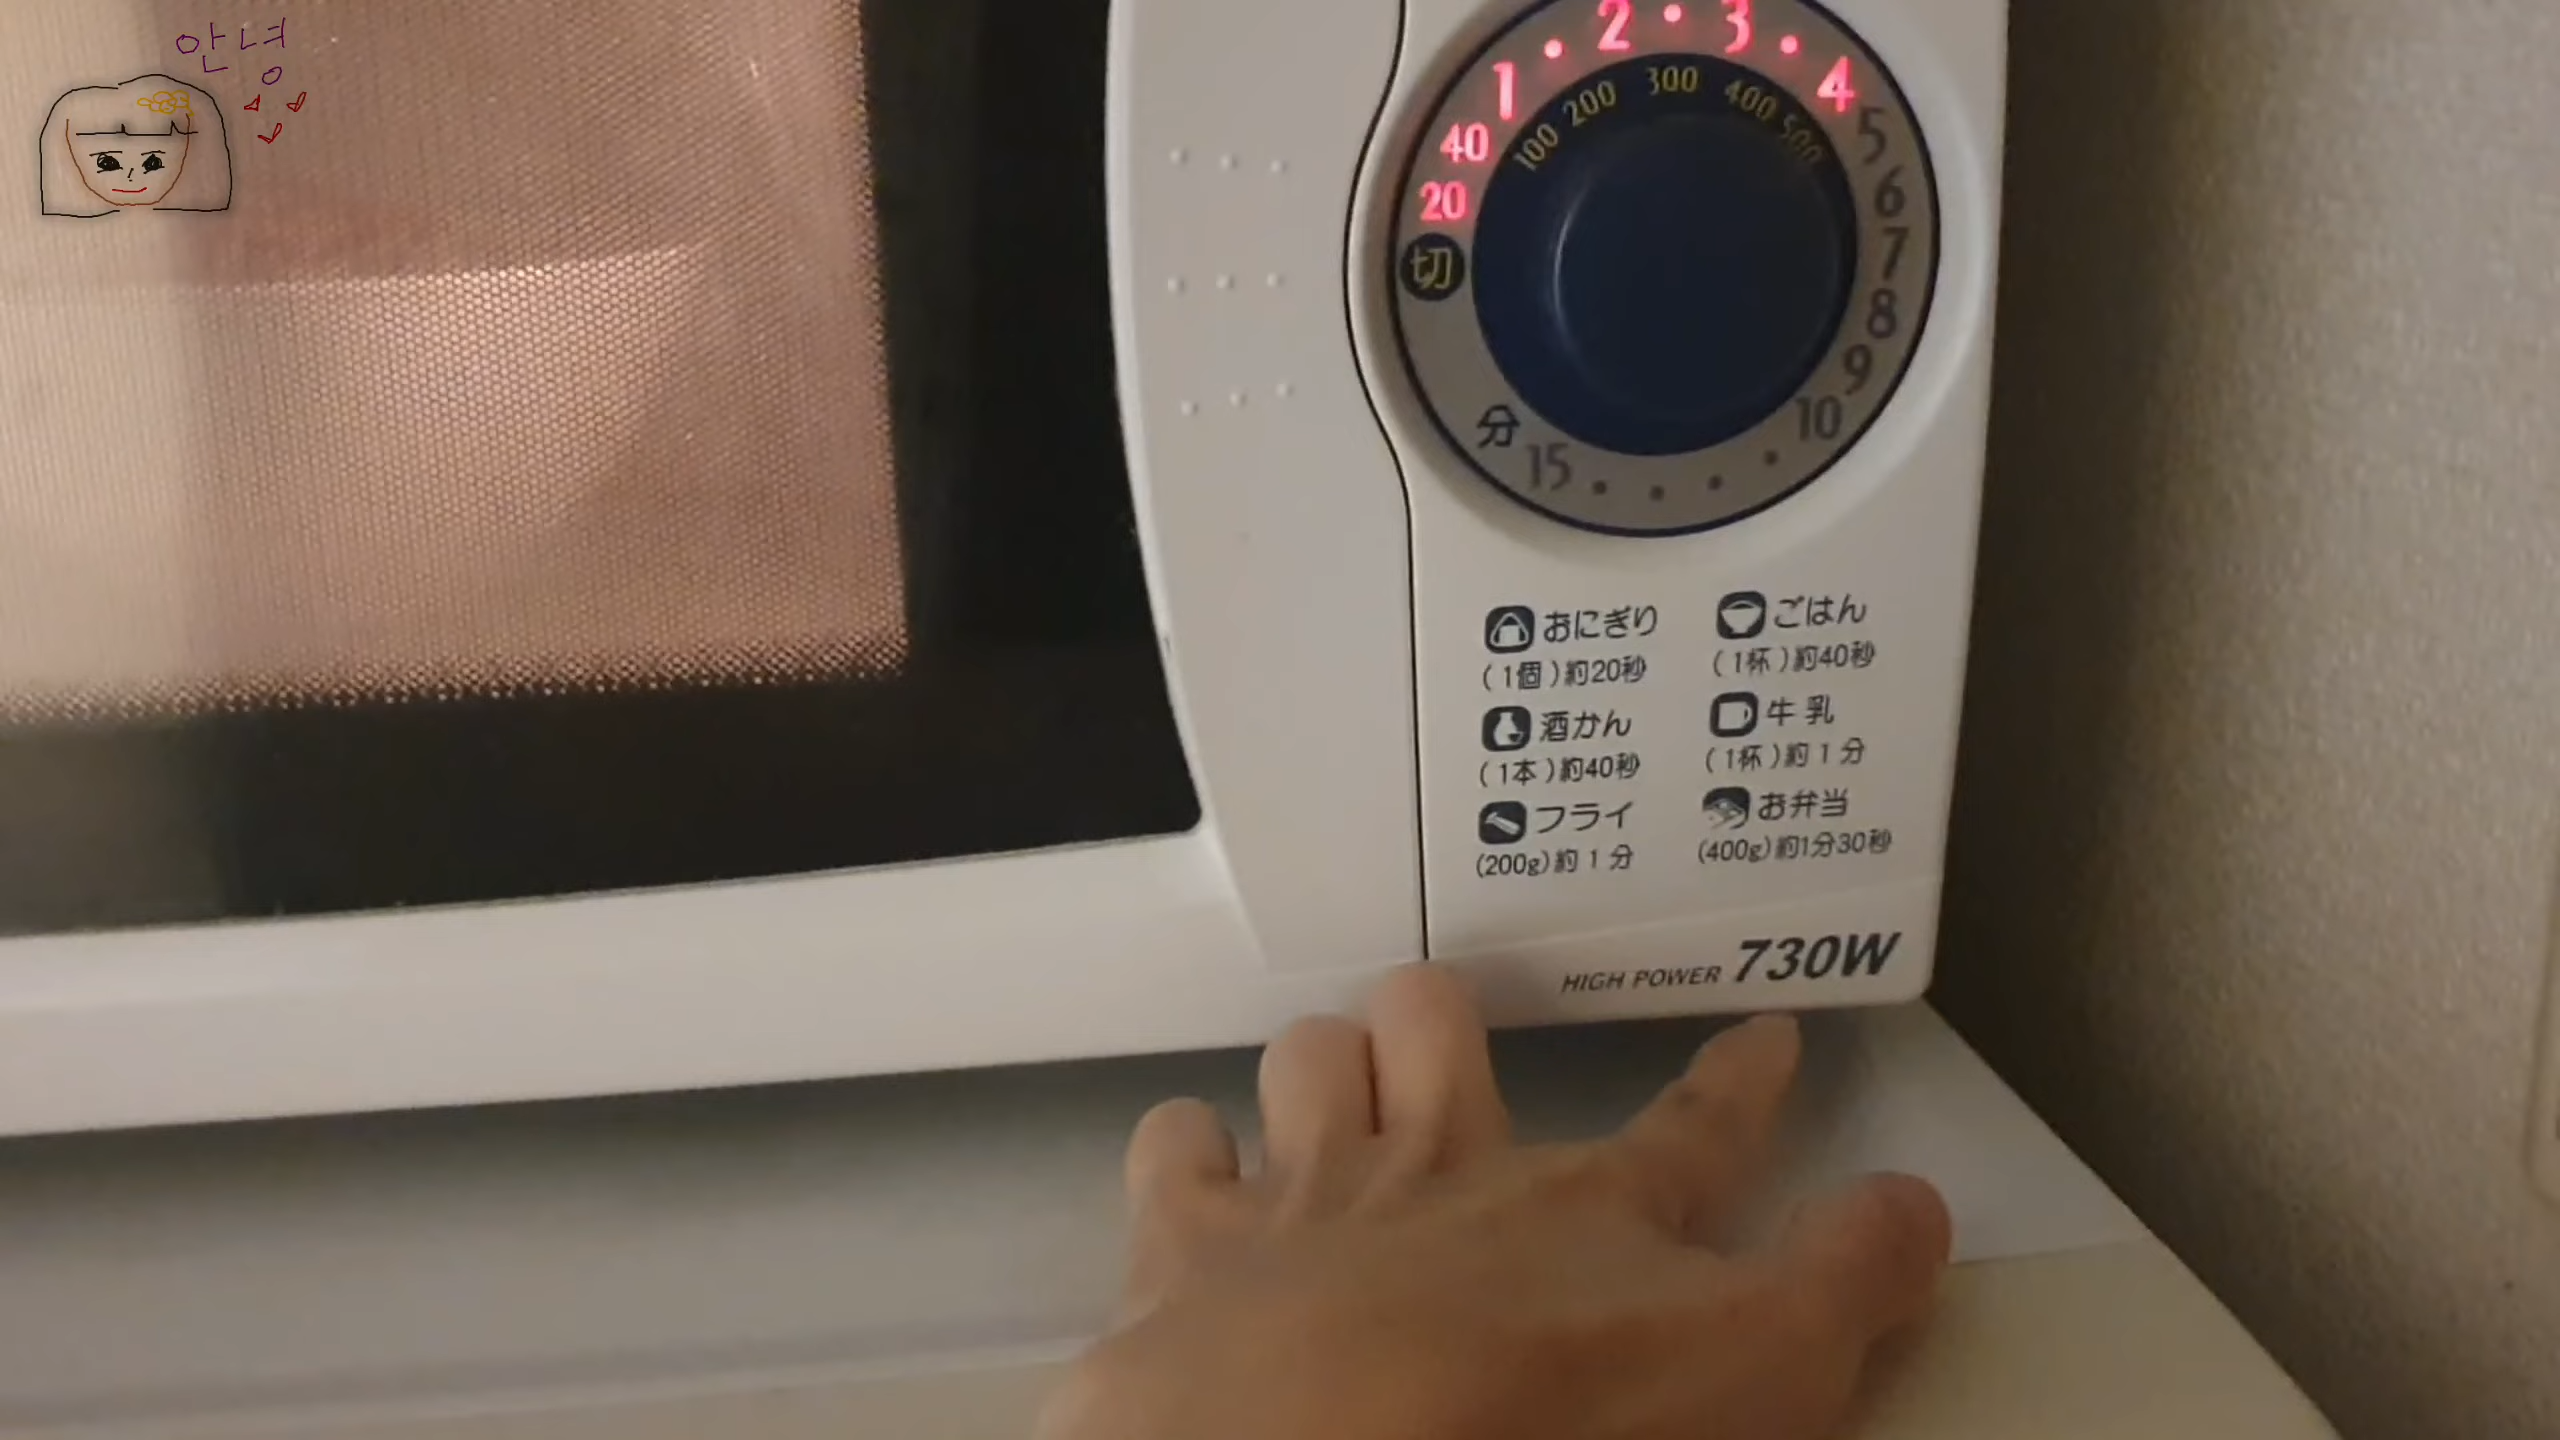 안녕
1 • 2 • 3 • 4
5
6
7
8
9
10
• • • • 15
分
切
20
40
100 200 300 400 500
おにぎり
(1個)約20秒
ごはん
(1杯)約40秒
酒かん
(1本)約40秒
牛乳
(1杯)約1分
フライ
(200g)約1分
お弁当
(400g)約1分30秒
HIGH POWER 730W